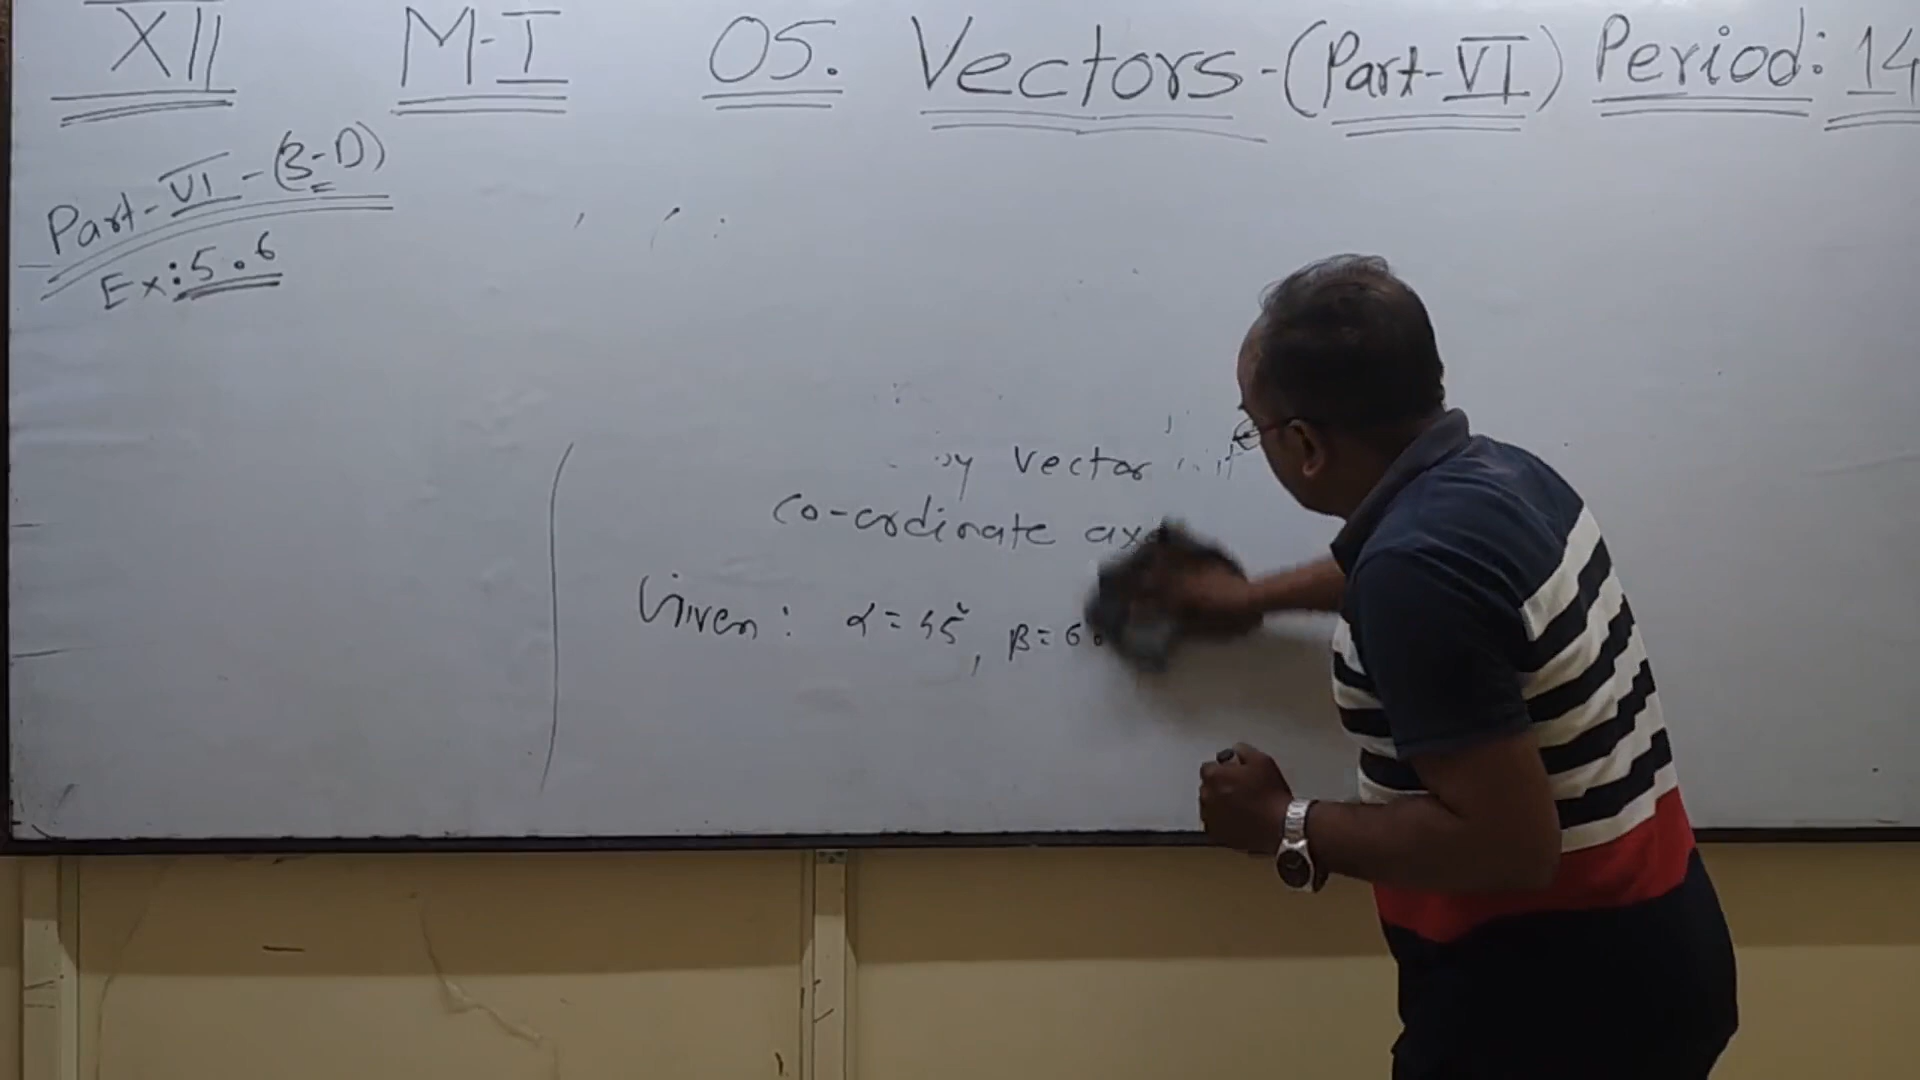 XII M-I 05. Vectors-(Part-VI) Period: 14
Part-VI-(3-D)
Ex: 5.6
by vector
co-ordinate
Given: α=45°, β=6